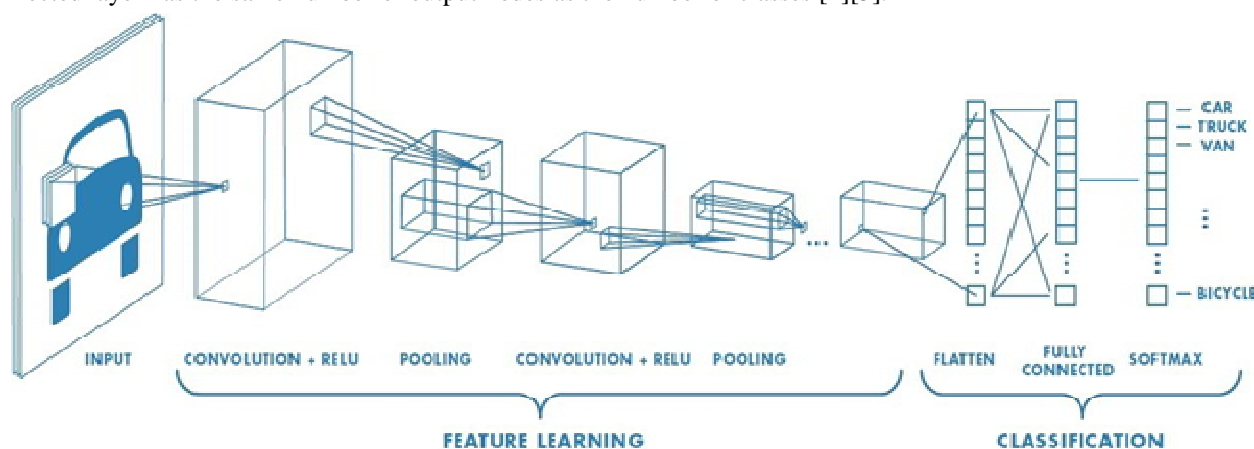 CAR
TRUCK
VAN
BICYCLE
INPUT
CONVOLUTION + RELU
POOLING
CONVOLUTION + RELU
POOLING
FLATTEN
FULLY
CONNECTED
SOFTMAX
FEATURE LEARNING
CLASSIFICATION